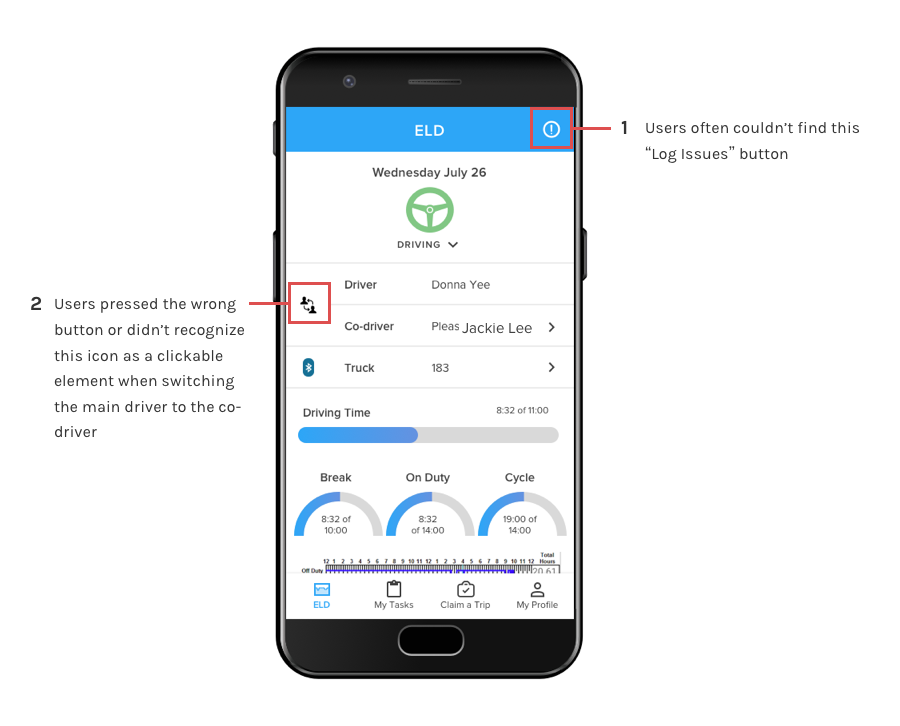 ELD
1 Users often couldn't find this
“Log Issues” button
Wednesday July 26
DRIVING
Driver Donna Yee
2 Users pressed the wrong
button or didn't recognize
this icon as a clickable
element when switching
the main driver to the co-
driver
Co-driver Pleas Jackie Lee
Truck 183
Driving Time 8:32 of 11:00
Break On Duty Cycle
8:32 of
10:00
8:32
of 14:00
19:00 of
14:00
Total
12 1 2 3 4 5 6 7 8 9 10 11 12 1 2 3 4 5 6 7 8 9 10 11 12 Hours
Off Duty 20.61
ELD My Tasks Claim a Trip My Profile